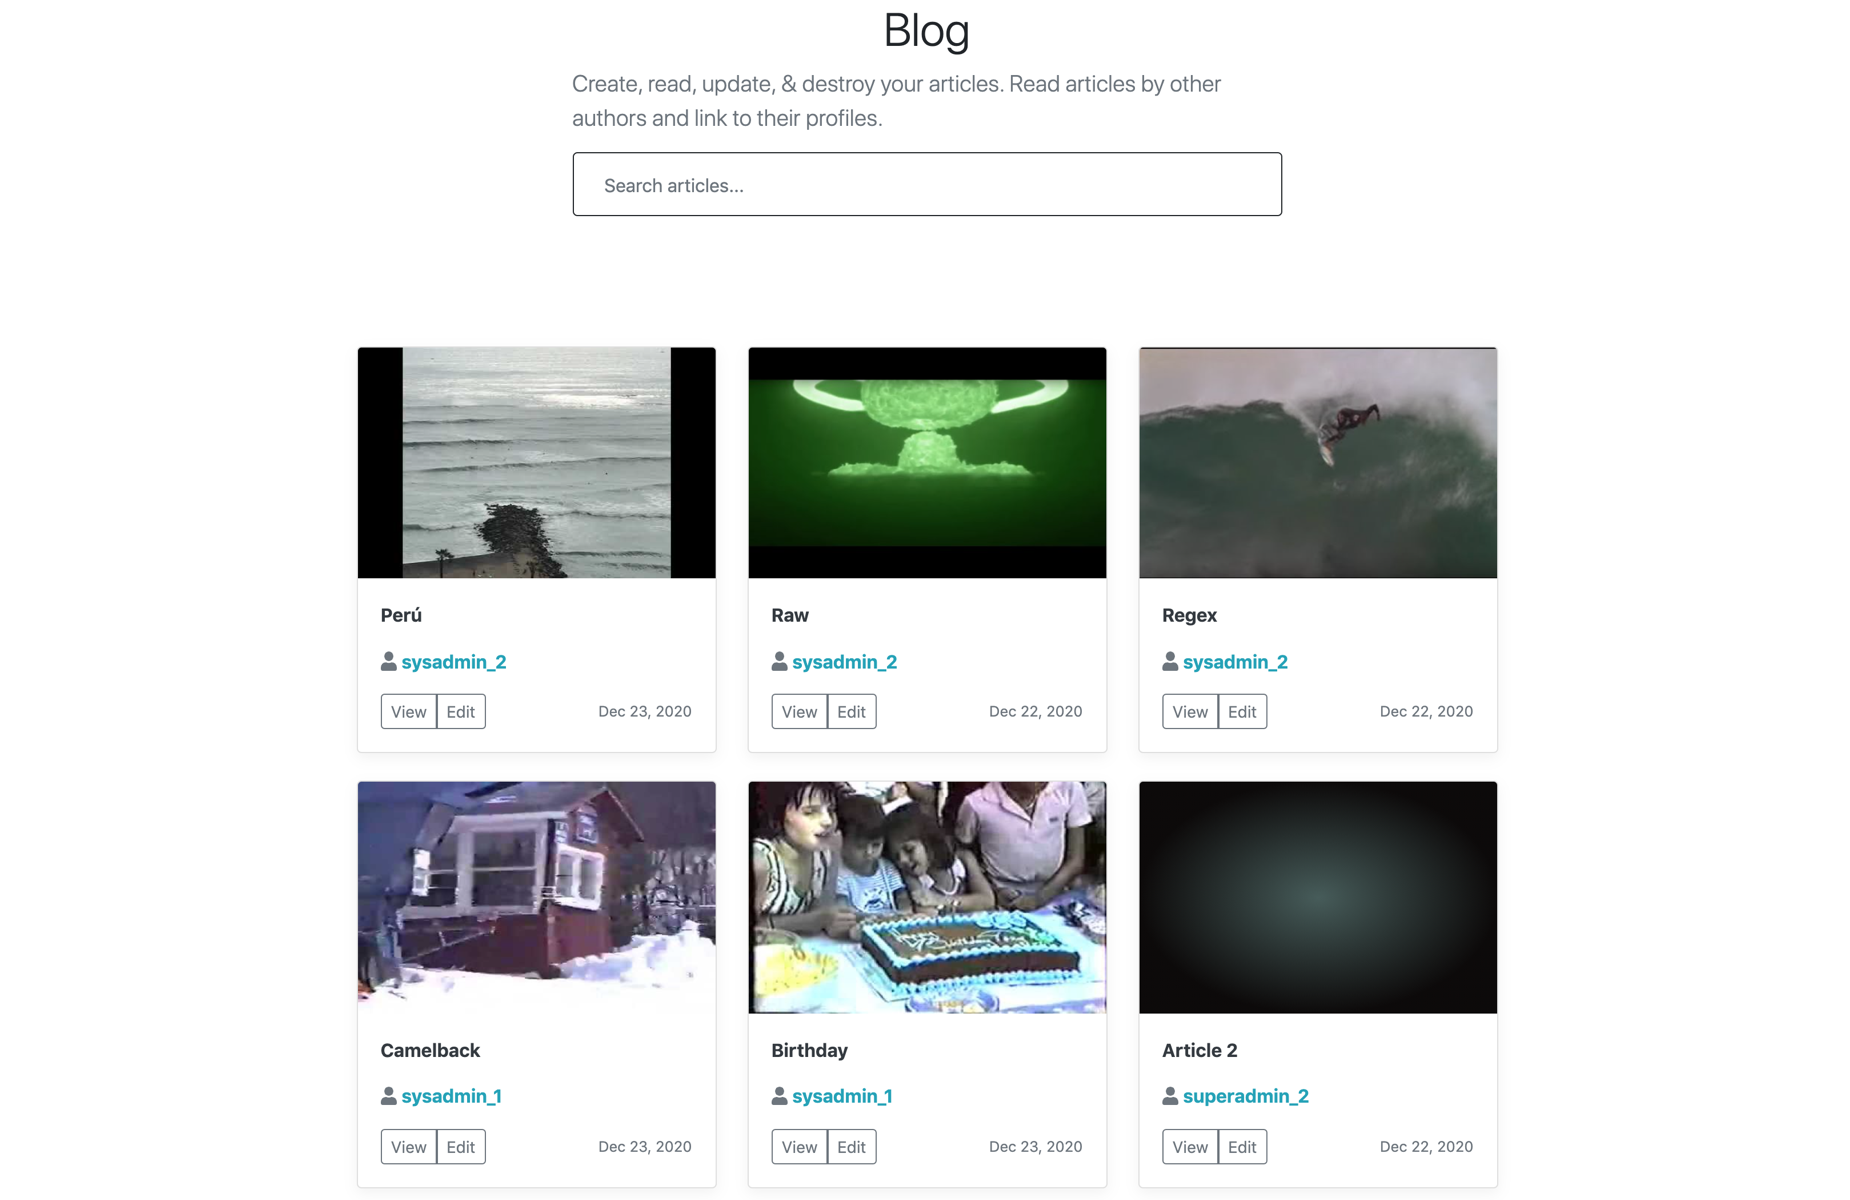 Blog
Create, read, update, & destroy your articles. Read articles by other
authors and link to their profiles.
Search articles...
Perú
sysadmin_2
View Edit Dec 23, 2020
Raw
sysadmin_2
View Edit Dec 22, 2020
Regex
sysadmin_2
View Edit Dec 22, 2020
Camelback
sysadmin_1
View Edit Dec 23, 2020
Birthday
sysadmin_1
View Edit Dec 23, 2020
Article 2
superadmin_2
View Edit Dec 22, 2020